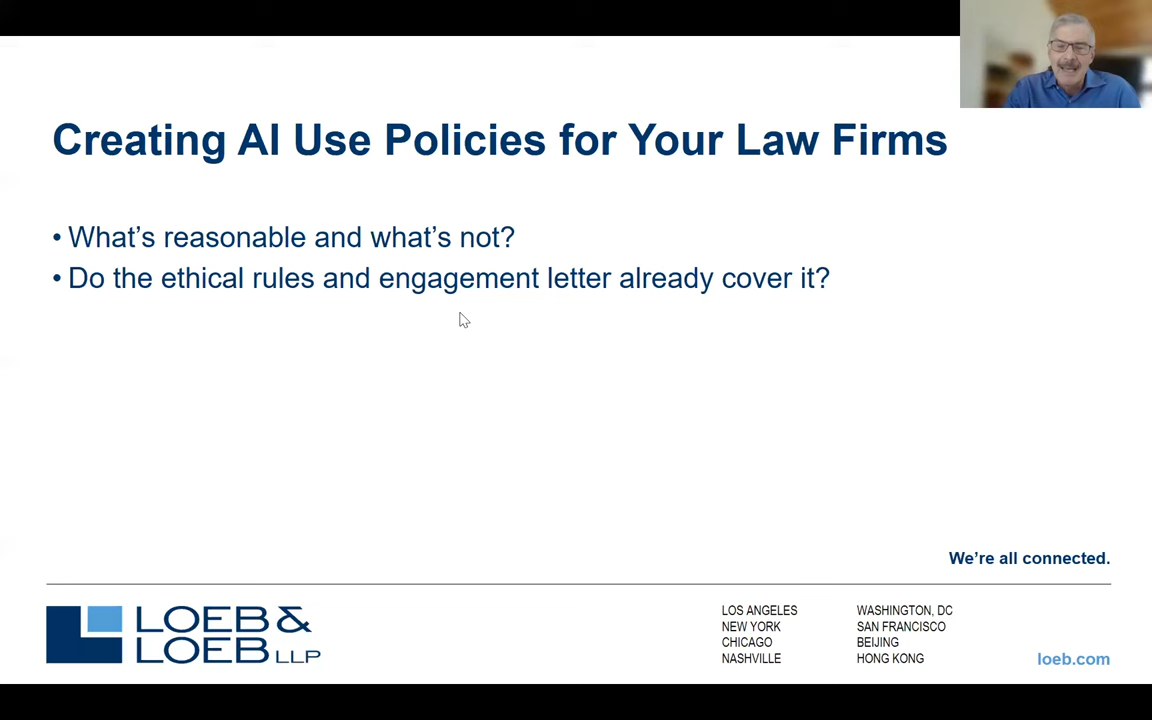 Creating AI Use Policies for Your Law Firms
• What's reasonable and what's not?
• Do the ethical rules and engagement letter already cover it?
We're all connected.
LOEB &
LOEB LLP
LOS ANGELES
NEW YORK
CHICAGO
NASHVILLE
WASHINGTON, DC
SAN FRANCISCO
BEIJING
HONG KONG
loeb.com